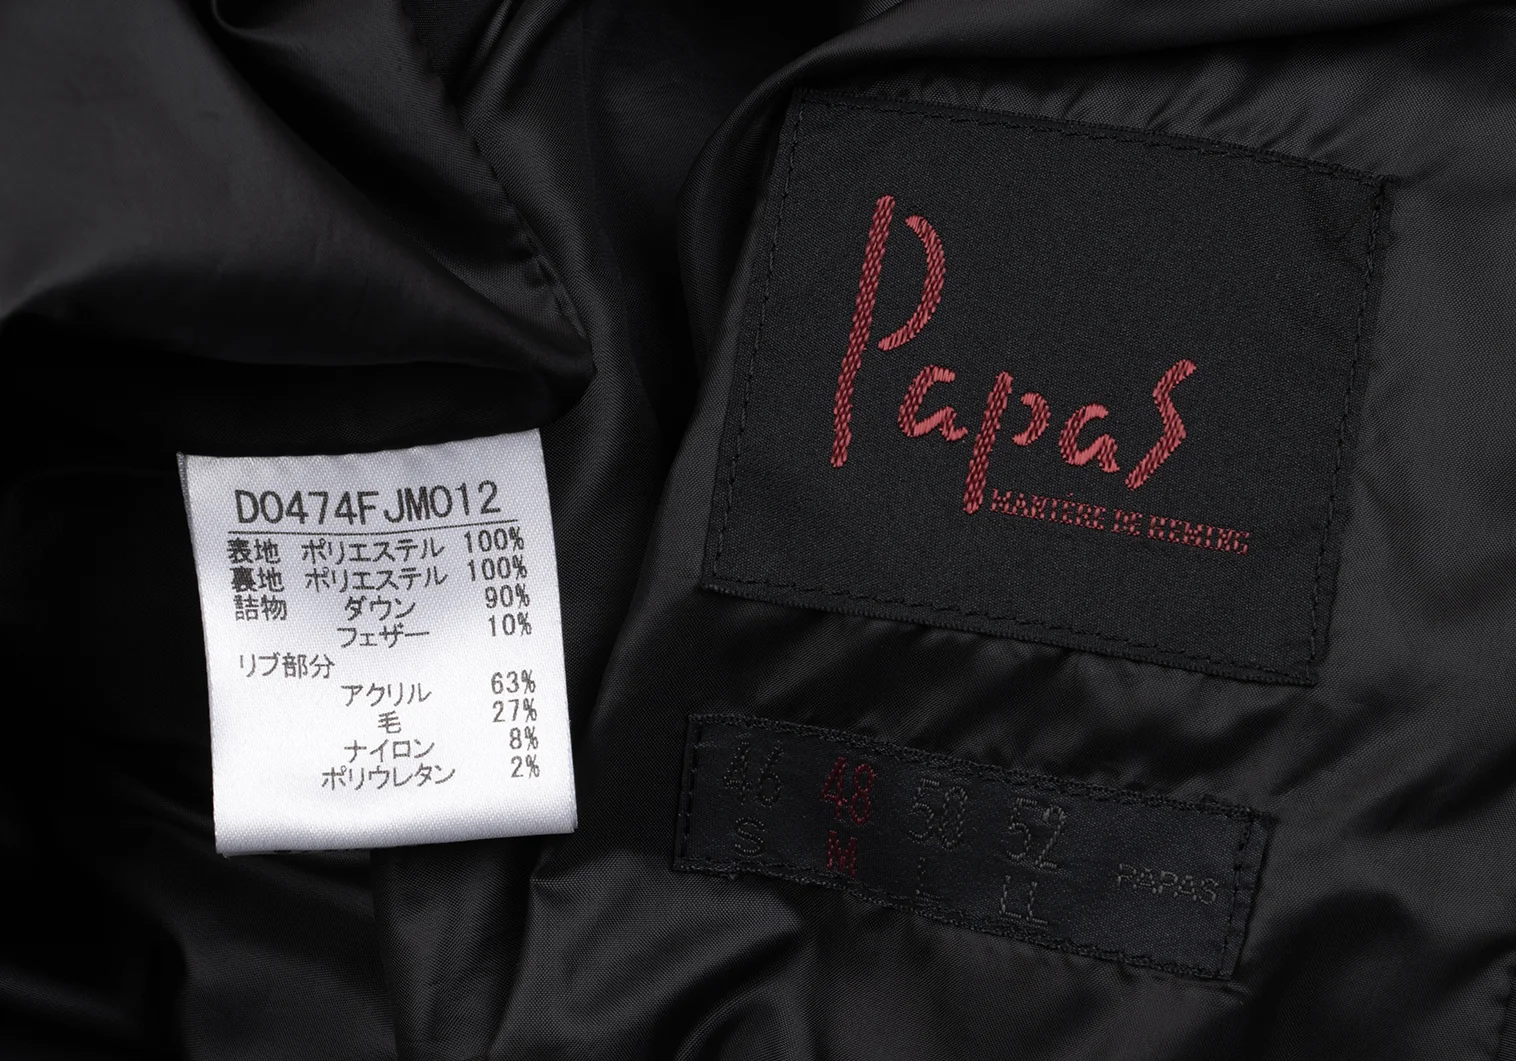 D0474FJM012
表地 ポリエステル 100%
裏地 ポリエステル 100%
詰物 ダウン 90%
フェザー 10%
リブ部分
アクリル 63%
毛 27%
ナイロン 8%
ポリウレタン 2%
Papas
MANIÈRE DE HEMING
46 48 50 52
S M L LL
PAPAS